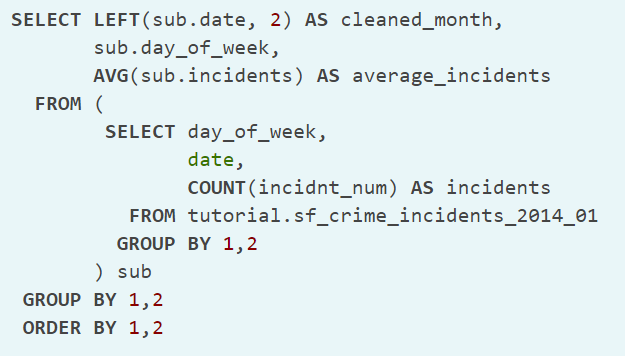 SELECT LEFT(sub.date, 2) AS cleaned_month,
sub.day_of_week,
AVG(sub.incidents) AS average_incidents
FROM (
SELECT day_of_week,
date,
COUNT(incidnt_num) AS incidents
FROM tutorial.sf_crime_incidents_2014_01
GROUP BY 1,2
) sub
GROUP BY 1,2
ORDER BY 1,2